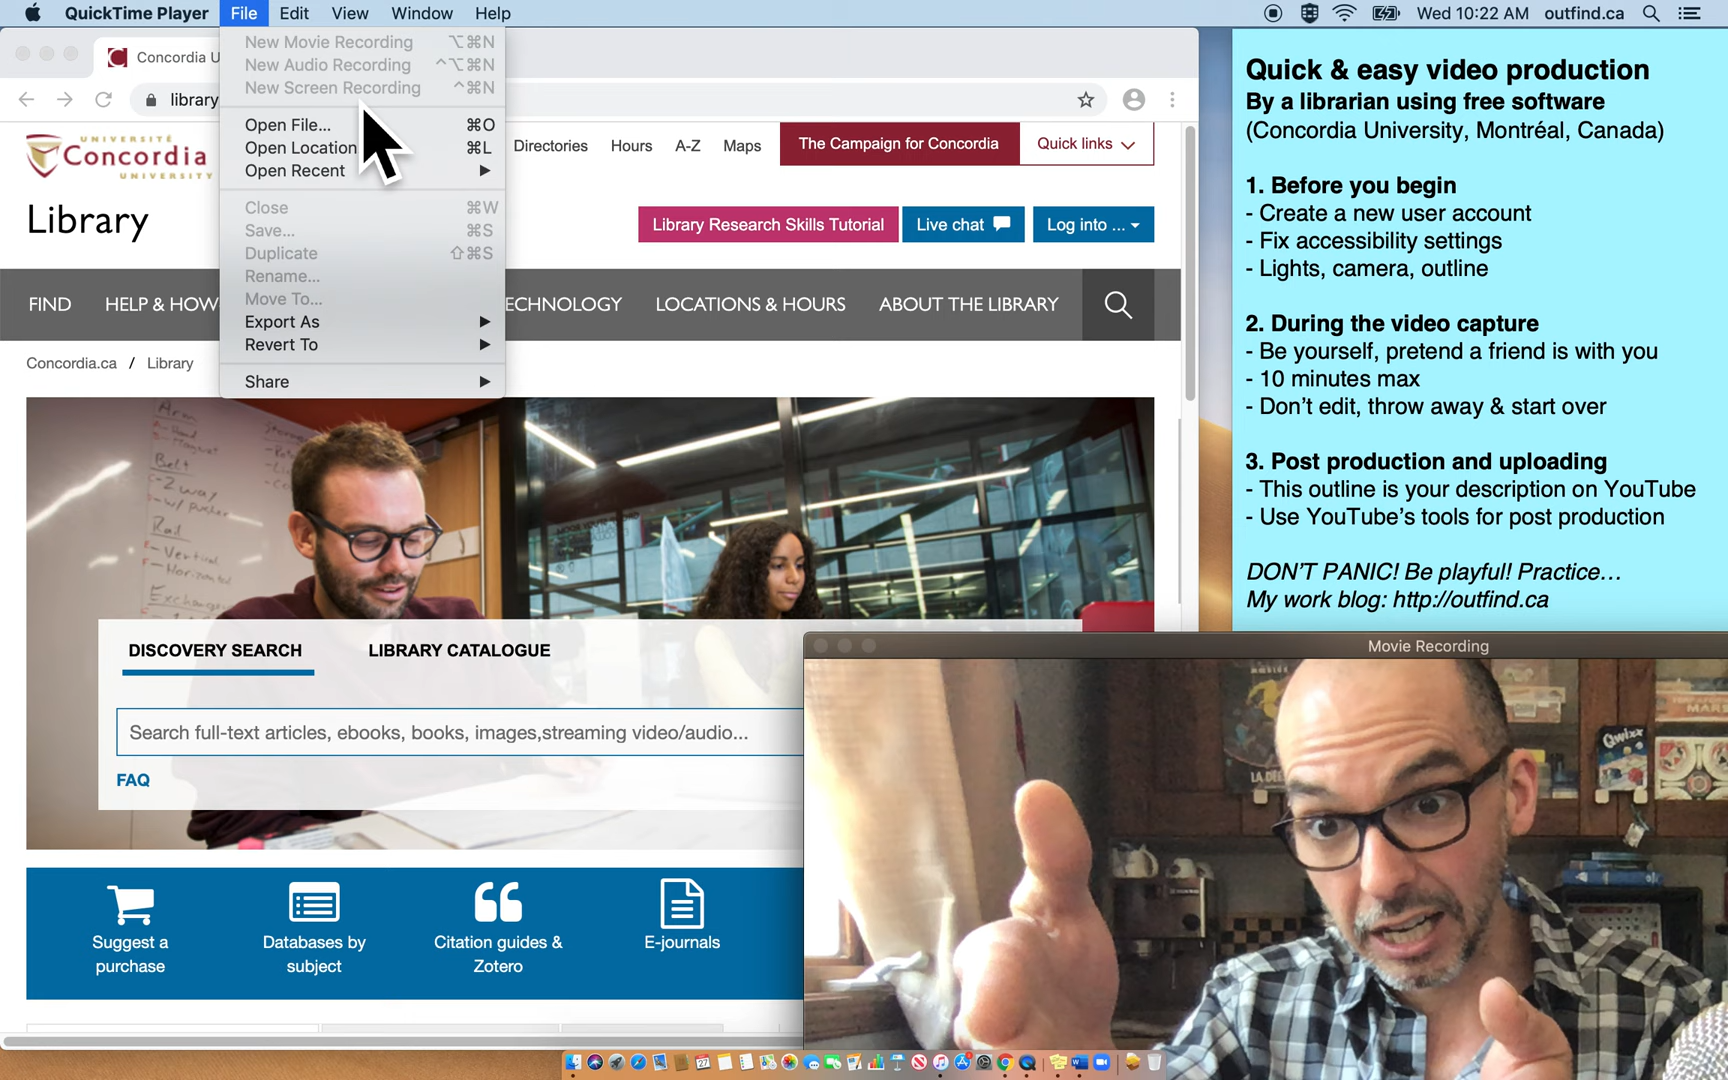 QuickTime Player File Edit View Window Help
Wed 10:22 AM outfind.ca
New Movie Recording ⌥⌘N
New Audio Recording ^⌥⌘N
New Screen Recording ^⌘N
Open File... ⌘O
Open Location ⌘L
Open Recent
Close ⌘W
Save... ⌘S
Duplicate ⇧⌘S
Rename...
Move To...
Export As
Revert To
Share
Concordia U
library
UNIVERSITÉ
Concordia
UNIVERSITY
Directories Hours A-Z Maps The Campaign for Concordia Quick links
Library
Library Research Skills Tutorial Live chat Log into ...
FIND HELP & HOW ECHNOLOGY LOCATIONS & HOURS ABOUT THE LIBRARY
Concordia.ca / Library
Arm
Belt
Rail
- Vertical
DISCOVERY SEARCH LIBRARY CATALOGUE
Search full-text articles, ebooks, books, images,streaming video/audio...
FAQ
Suggest a
purchase
Databases by
subject
Citation guides &
Zotero
E-journals
Quick & easy video production
By a librarian using free software
(Concordia University, Montréal, Canada)
1. Before you begin
- Create a new user account
- Fix accessibility settings
- Lights, camera, outline
2. During the video capture
- Be yourself, pretend a friend is with you
- 10 minutes max
- Don't edit, throw away & start over
3. Post production and uploading
- This outline is your description on YouTube
- Use YouTube's tools for post production
DON'T PANIC! Be playful! Practice...
My work blog: http://outfind.ca
Movie Recording
Qwixx
MARS
27